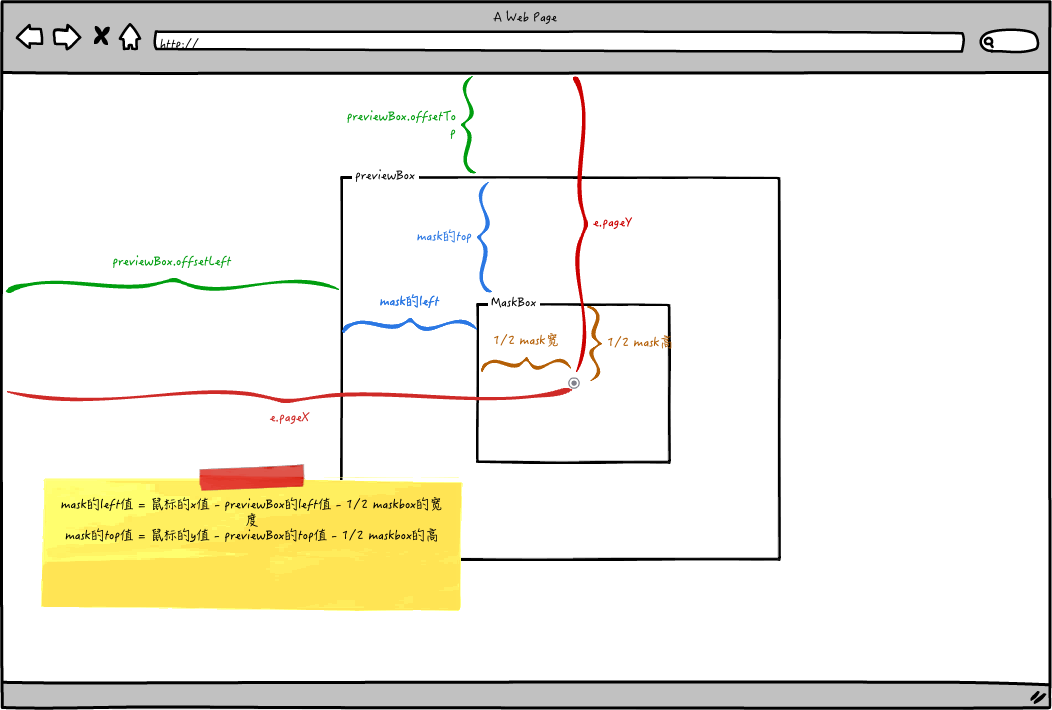 A Web Page
http://
previewBox.offsetTo
p
previewBox
e.pageY
mask的top
previewBox.offsetLeft
mask的left
MaskBox
1/2 mask宽
1/2 mask高
e.pageX
mask的left值 = 鼠标的x值 - previewBox的left值 - 1/2 maskbox的宽
度
mask的top值 = 鼠标的y值 - previewBox的top值 - 1/2 maskbox的高